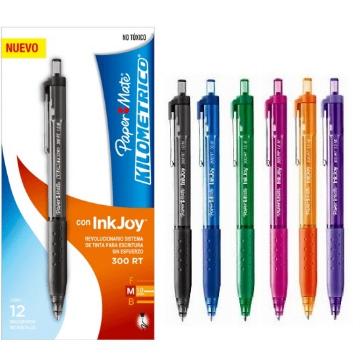 NUEVO
NO TÓXICO
Paper Mate
KILOMETRICO
con InkJoy
REVOLUCIONARIO SISTEMA
DE TINTA PARA ESCRITURA
SIN ESFUERZO
300 RT
F
M
B
12